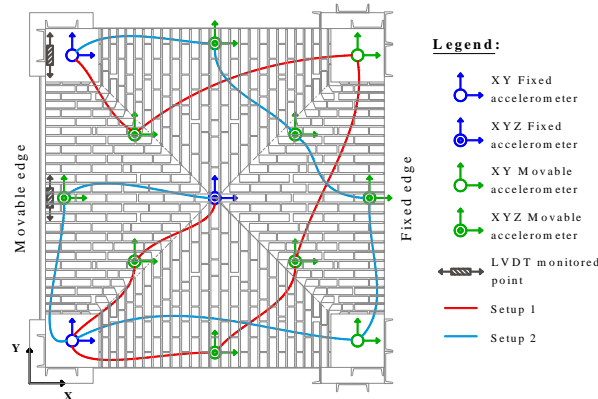 Movable edge
Fixed edge
Y
X
Legend:
XY Fixed
accelerometer
XYZ Fixed
accelerometer
XY Movable
accelerometer
XYZ Movable
accelerometer
LVDT monitored
point
Setup 1
Setup 2